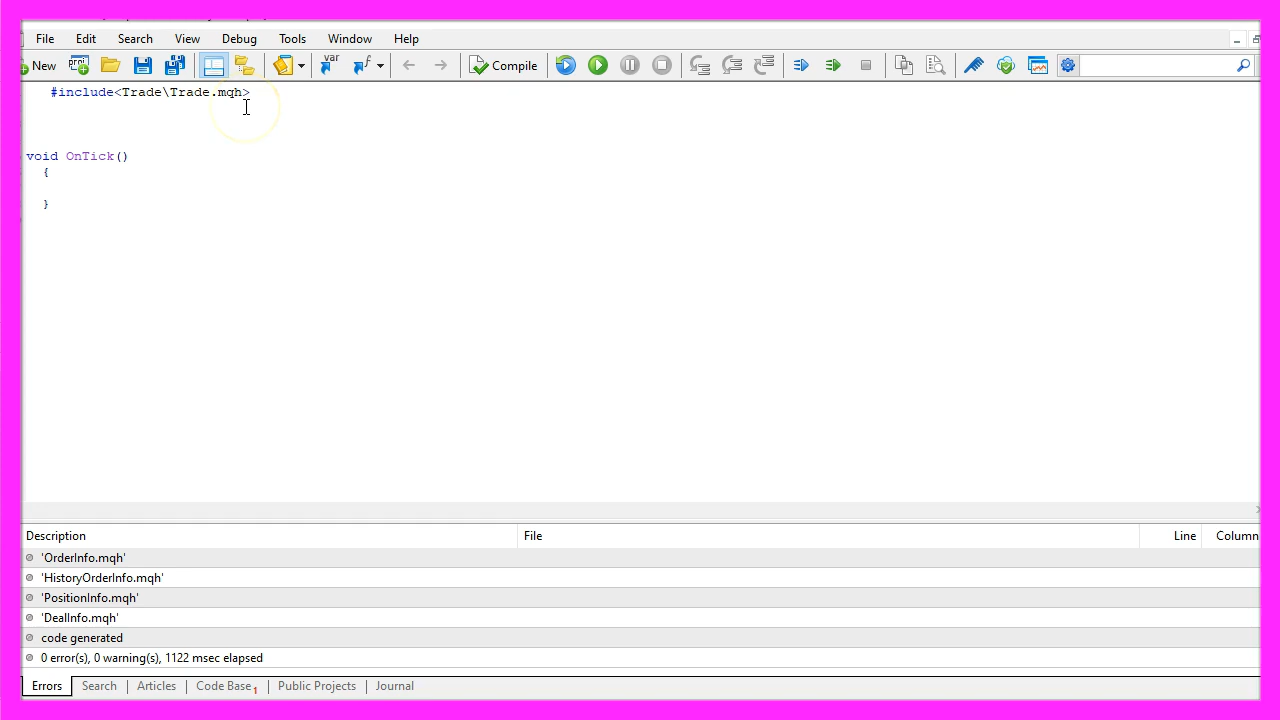 File Edit Search View Debug Tools Window Help
New var f Compile
#include<Trade\Trade.mqh>
void OnTick()
{
}
Description File Line Column
'OrderInfo.mqh'
'HistoryOrderInfo.mqh'
'PositionInfo.mqh'
'DealInfo.mqh'
code generated
0 error(s), 0 warning(s), 1122 msec elapsed
Errors Search Articles Code Base 1 Public Projects Journal